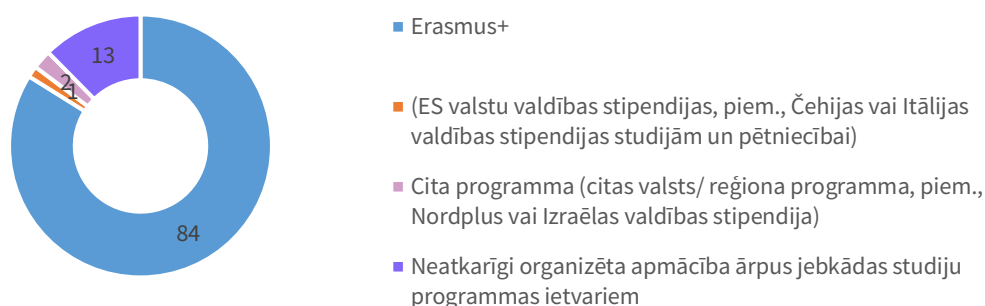 13
2
1
84
Erasmus+
(ES valstu valdības stipendijas, piem., Čehijas vai Itālijas
valdības stipendijas studijām un pētniecībai)
Cita programma (citas valsts/ reģiona programma, piem.,
Nordplus vai Izraēlas valdības stipendija)
Neatkarīgi organizēta apmācība ārpus jebkādas studiju
programmas ietvariem